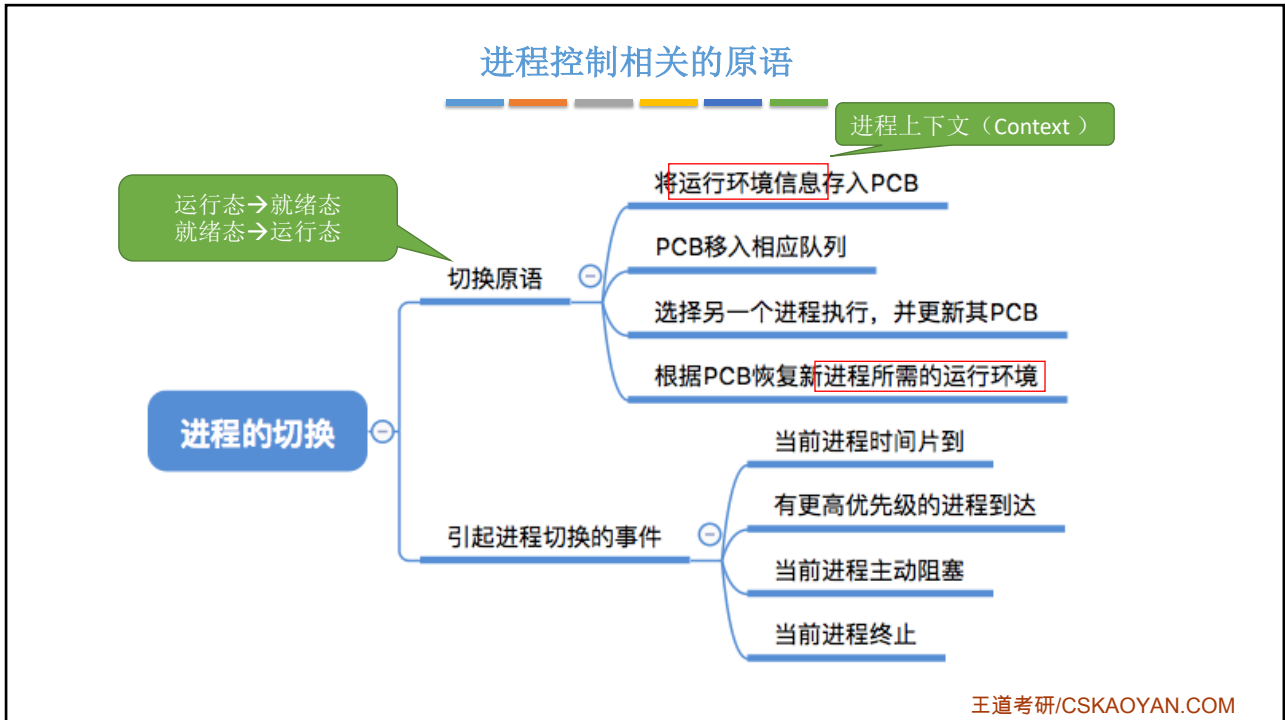 进程控制相关的原语
进程上下文（Context ）
将运行环境信息存入PCB
运行态→就绪态
就绪态→运行态
PCB移入相应队列
切换原语
选择另一个进程执行，并更新其PCB
根据PCB恢复新进程所需的运行环境
进程的切换
当前进程时间片到
有更高优先级的进程到达
引起进程切换的事件
当前进程主动阻塞
当前进程终止
王道考研/CSKAOYAN.COM